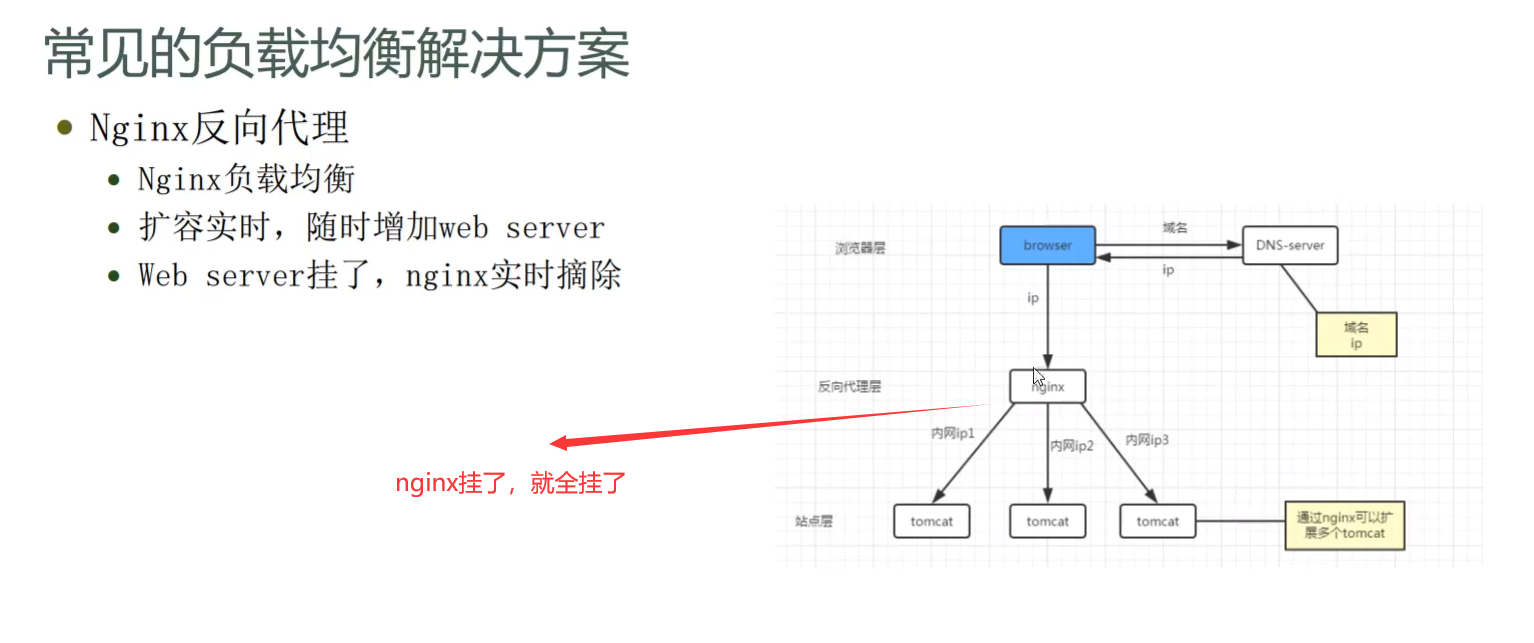 常见的负载均衡解决方案
Nginx反向代理
Nginx负载均衡
扩容实时，随时增加web server
Web server挂了，nginx实时摘除
浏览器层
browser
域名
ip
DNS-server
ip
域名
ip
反向代理层
nginx
内网ip1
内网ip2
内网ip3
nginx挂了，就全挂了
站点层
tomcat
tomcat
tomcat
通过nginx可以扩
展多个tomcat